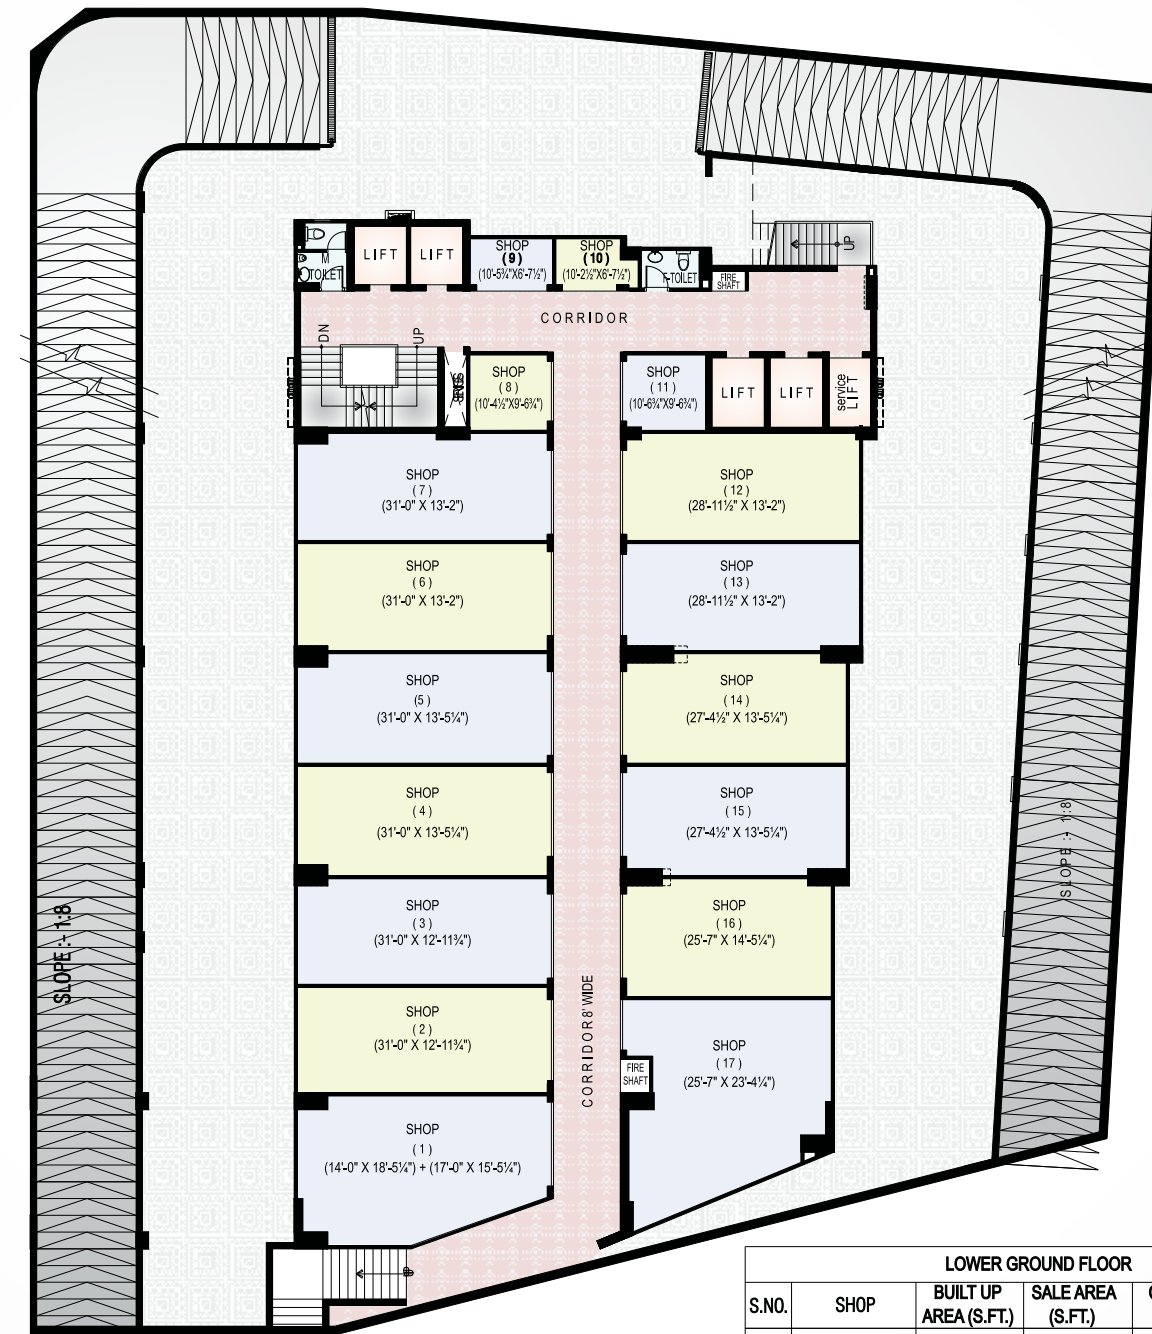 M
TOILET
LIFT
LIFT
SHOP
(9)
(10'-5¾"X6'-7½")
SHOP
(10)
(10'-2½"X6'-7½")
F-TOILET
FIRE
SHAFT
UP
CORRIDOR
DN
UP
SHOP
( 8 )
(10'-4½"X9'-6¾")
SHOP
( 11 )
(10'-6¾"X9'-6¾")
LIFT
LIFT
service
LIFT
SHOP
( 7 )
(31'-0" X 13'-2")
SHOP
( 12 )
(28'-11½" X 13'-2")
SHOP
( 6 )
(31'-0" X 13'-2")
SHOP
( 13 )
(28'-11½" X 13'-2")
SHOP
(5)
(31'-0" X 13'-5¼")
SHOP
( 14 )
(27'-4½" X 13'-5¼")
SHOP
( 4 )
(31'-0" X 13'-5¼")
SHOP
( 15 )
(27'-4½" X 13'-5¼")
SLOPE :- 1:8
SHOP
( 3 )
(31'-0" X 12'-11¾")
SHOP
( 16 )
(25'-7" X 14'-5¼")
SLOPE :- 1:8
SHOP
( 2 )
(31'-0" X 12'-11¾")
CORRIDOR 8' WIDE
FIRE
SHAFT
SHOP
( 17 )
(25'-7" X 23'-4¼")
SHOP
( 1 )
(14'-0" X 18'-5¼") + (17'-0" X 15'-5¼")
LOWER GROUND FLOOR
S.NO.
SHOP
BUILT UP
AREA (S.FT.)
SALE AREA
(S.FT.)